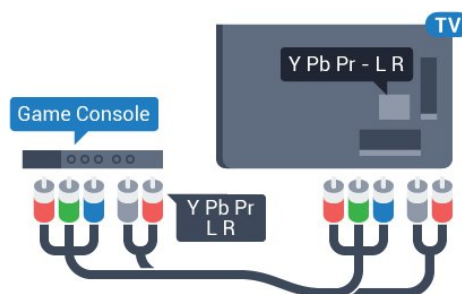 TV
Y Pb Pr - L R
Game Console
Y Pb Pr
L R